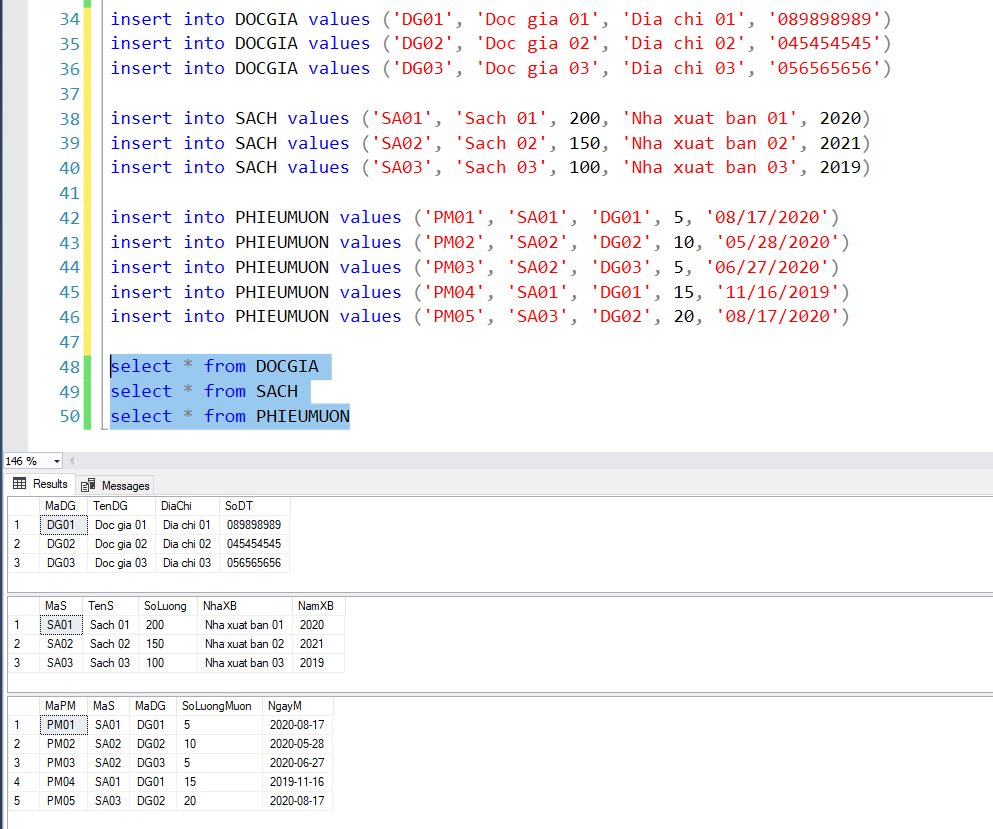 34 insert into DOCGIA values ('DG01', 'Doc gia 01', 'Dia chi 01', '089898989')
35 insert into DOCGIA values ('DG02', 'Doc gia 02', 'Dia chi 02', '045454545')
36 insert into DOCGIA values ('DG03', 'Doc gia 03', 'Dia chi 03', '056565656')
37
38 insert into SACH values ('SA01', 'Sach 01', 200, 'Nha xuat ban 01', 2020)
39 insert into SACH values ('SA02', 'Sach 02', 150, 'Nha xuat ban 02', 2021)
40 insert into SACH values ('SA03', 'Sach 03', 100, 'Nha xuat ban 03', 2019)
41
42 insert into PHIEUMUON values ('PM01', 'SA01', 'DG01', 5, '08/17/2020')
43 insert into PHIEUMUON values ('PM02', 'SA02', 'DG02', 10, '05/28/2020')
44 insert into PHIEUMUON values ('PM03', 'SA02', 'DG03', 5, '06/27/2020')
45 insert into PHIEUMUON values ('PM04', 'SA01', 'DG01', 15, '11/16/2019')
46 insert into PHIEUMUON values ('PM05', 'SA03', 'DG02', 20, '08/17/2020')
47
48 select * from DOCGIA
49 select * from SACH
50 select * from PHIEUMUON
146 %
Results Messages
MaDG TenDG DiaChi SoDT
1 DG01 Doc gia 01 Dia chi 01 089898989
2 DG02 Doc gia 02 Dia chi 02 045454545
3 DG03 Doc gia 03 Dia chi 03 056565656
MaS TenS SoLuong NhaXB NamXB
1 SA01 Sach 01 200 Nha xuat ban 01 2020
2 SA02 Sach 02 150 Nha xuat ban 02 2021
3 SA03 Sach 03 100 Nha xuat ban 03 2019
MaPM MaS MaDG SoLuongMuon NgayM
1 PM01 SA01 DG01 5 2020-08-17
2 PM02 SA02 DG02 10 2020-05-28
3 PM03 SA02 DG03 5 2020-06-27
4 PM04 SA01 DG01 15 2019-11-16
5 PM05 SA03 DG02 20 2020-08-17